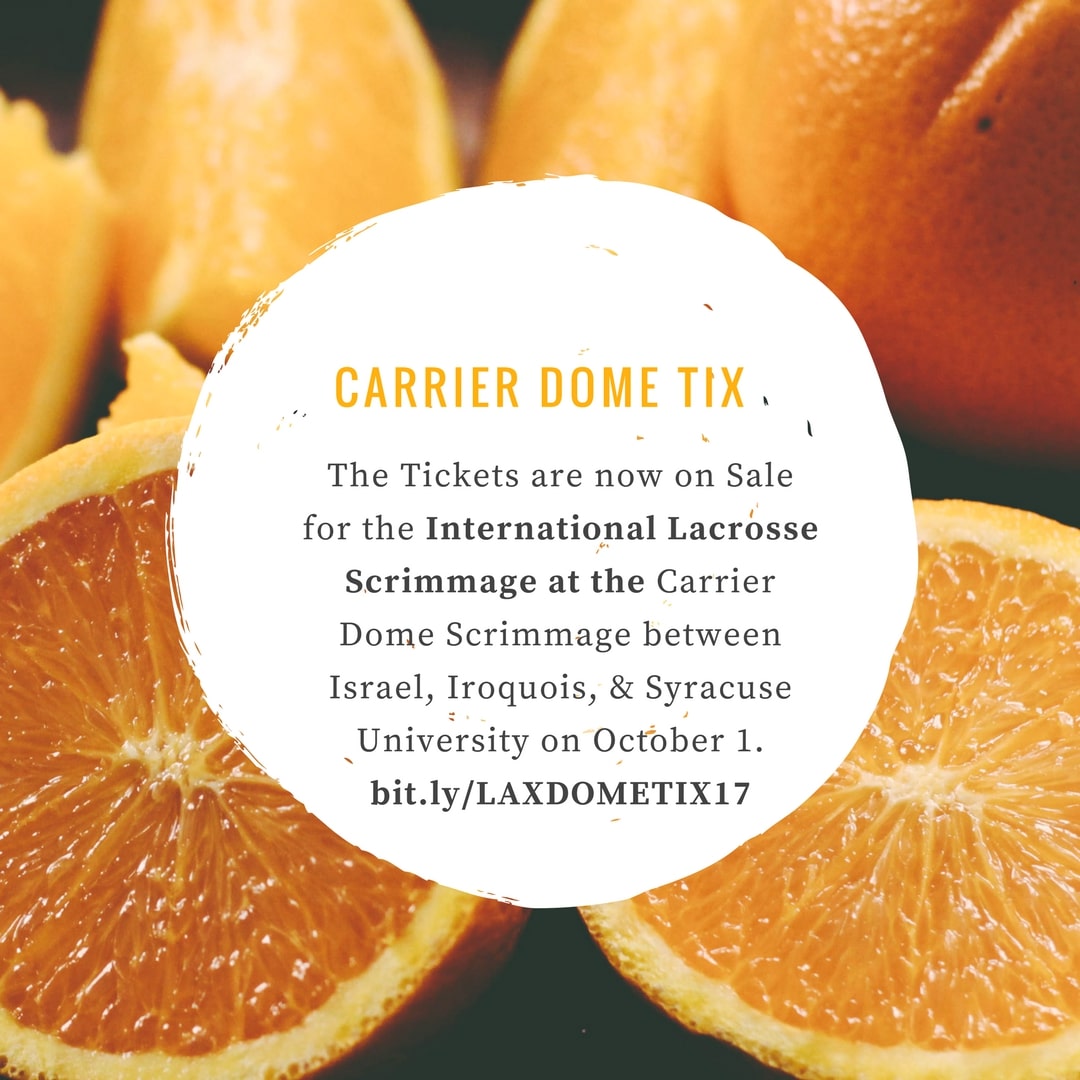 CARRIER DOME TIX
The Tickets are now on Sale
for the International Lacrosse
Scrimmage at the Carrier
Dome Scrimmage between
Israel, Iroquois, & Syracuse
University on October 1.
bit.ly/LAXDOMETIX17